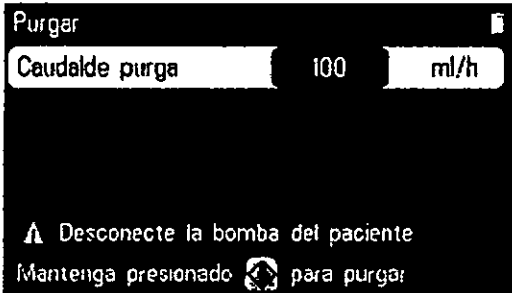 Purgar
Caudalde purga 100 ml/h
Desconecte la bomba del paciente
Mantenga presionado para purgar